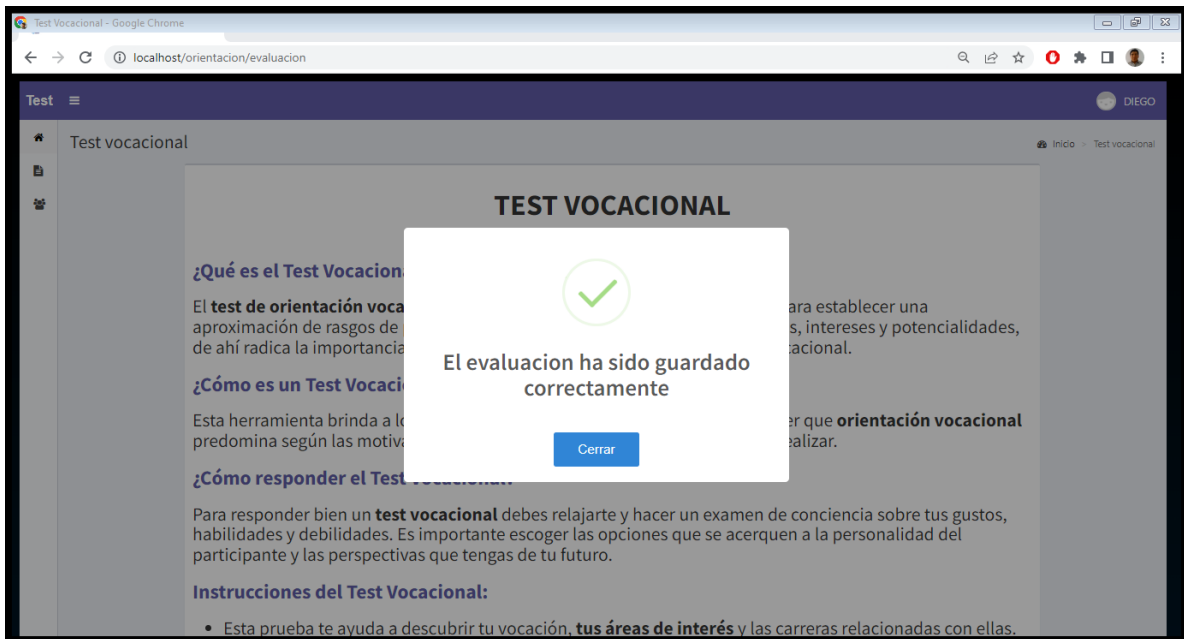 Test Vocacional - Google Chrome
localhost/orientacion/evaluacion
Test
DIEGO
Test vocacional
Inicio > Test vocacional
TEST VOCACIONAL
¿Qué es el Test Vocacion
El test de orientación voca ara establecer una
aproximación de rasgos de s, intereses y potencialidades,
de ahí radica la importancia acional.
¿Cómo es un Test Vocaci
Esta herramienta brinda a lo er que orientación vocacional
predomina según las motiva ealizar.
¿Cómo responder el Test
Para responder bien un test vocacional debes relajarte y hacer un examen de conciencia sobre tus gustos,
habilidades y debilidades. Es importante escoger las opciones que se acerquen a la personalidad del
participante y las perspectivas que tengas de tu futuro.
Instrucciones del Test Vocacional:
• Esta prueba te ayuda a descubrir tu vocación, tus áreas de interés y las carreras relacionadas con ellas.
El evaluacion ha sido guardado
correctamente
Cerrar